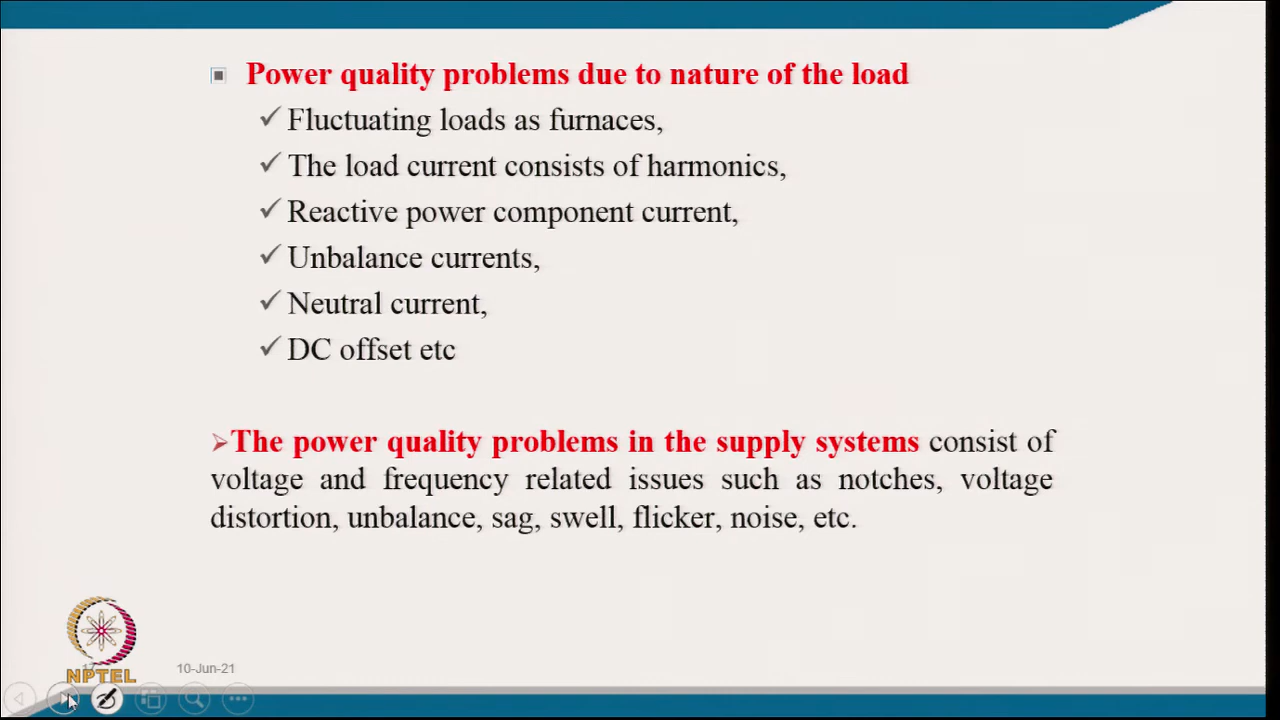 Power quality problems due to nature of the load
✓ Fluctuating loads as furnaces,
✓ The load current consists of harmonics,
✓ Reactive power component current,
✓ Unbalance currents,
✓ Neutral current,
✓ DC offset etc
➢The power quality problems in the supply systems consist of
voltage and frequency related issues such as notches, voltage
distortion, unbalance, sag, swell, flicker, noise, etc.
NPTEL
10-Jun-21